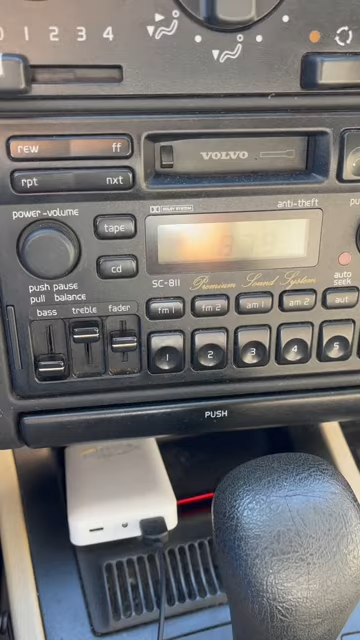 0 1 2 3 4
rew ff
VOLVO
rpt nxt
power-volume
tape
DOLBY SYSTEM
anti-theft
cd
SC-811 Premium Sound System
push pause
pull balance
auto
seek
bass treble fader
fm 1 fm 2 am 1 am 2 aut
1 2 3 4 5
PUSH